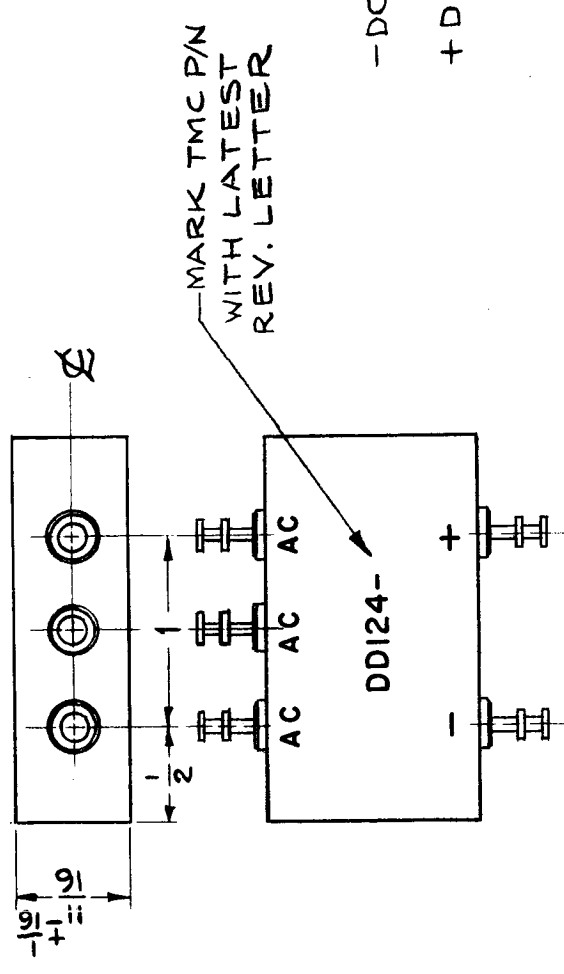 MARK TMC P/N
WITH LATEST
REV. LETTER
-DC
+D
℄
1
1/2
11/16 ± 1/16
AC AC AC
DD124-
- +